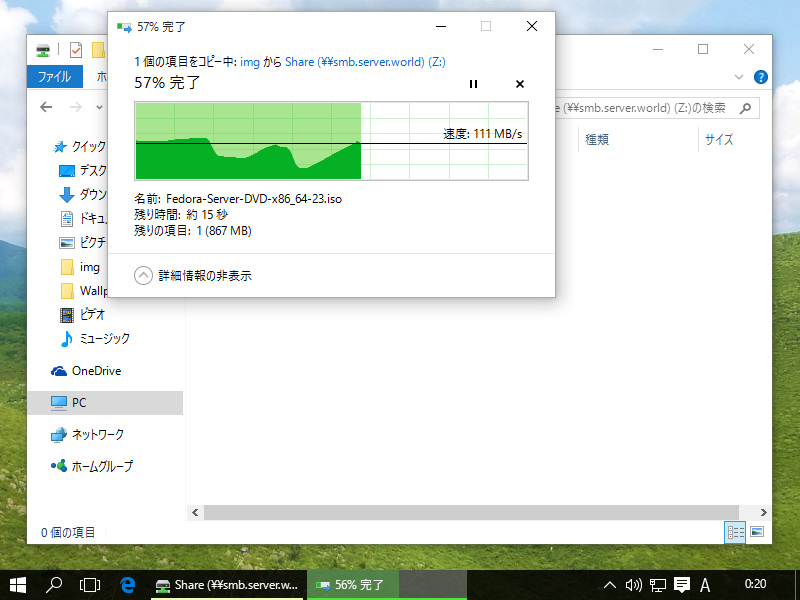 57% 完了
1 個の項目をコピー中: img から Share (¥¥smb.server.world) (Z:)
57% 完了
速度: 111 MB/s
名前: Fedora-Server-DVD-x86_64-23.iso
残り時間: 約 15 秒
残りの項目: 1 (867 MB)
詳細情報の非表示
ファイル
ホ
e (¥¥smb.server.world) (Z:)の検索
種類
サイズ
クイック
デスク
ダウン
ドキュ
ピクチ
img
Wallp
ビデオ
ミュージック
OneDrive
PC
ネットワーク
ホームグループ
0 個の項目
Share (¥¥smb.server.w...
56% 完了
A
0:20